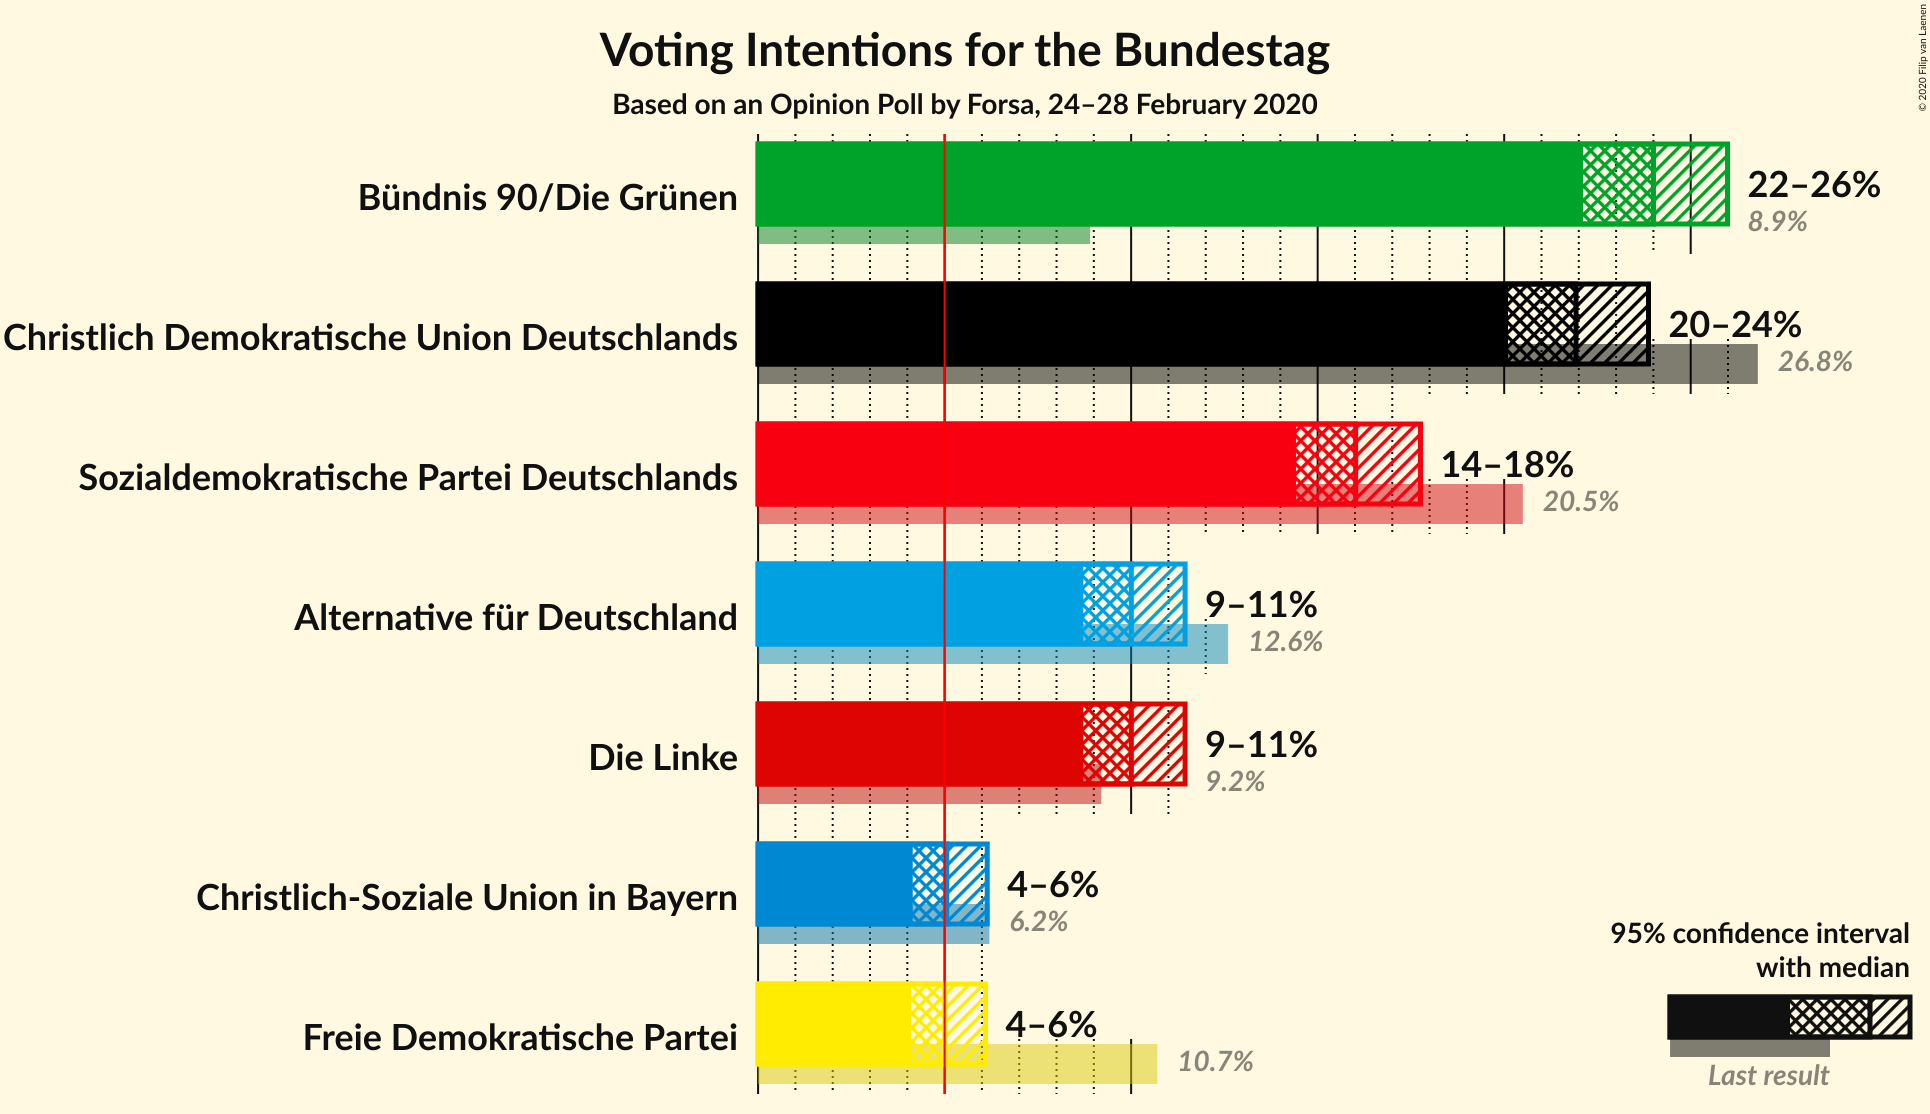 Voting Intentions for the Bundestag
Based on an Opinion Poll by Forsa, 24–28 February 2020
© 2020 Filip van Laenen
Bündnis 90/Die Grünen
22–26%
8.9%
Christlich Demokratische Union Deutschlands
20–24%
26.8%
Sozialdemokratische Partei Deutschlands
14–18%
20.5%
Alternative für Deutschland
9–11%
12.6%
Die Linke
9–11%
9.2%
Christlich-Soziale Union in Bayern
4–6%
6.2%
Freie Demokratische Partei
4–6%
10.7%
95% confidence interval
with median
Last result